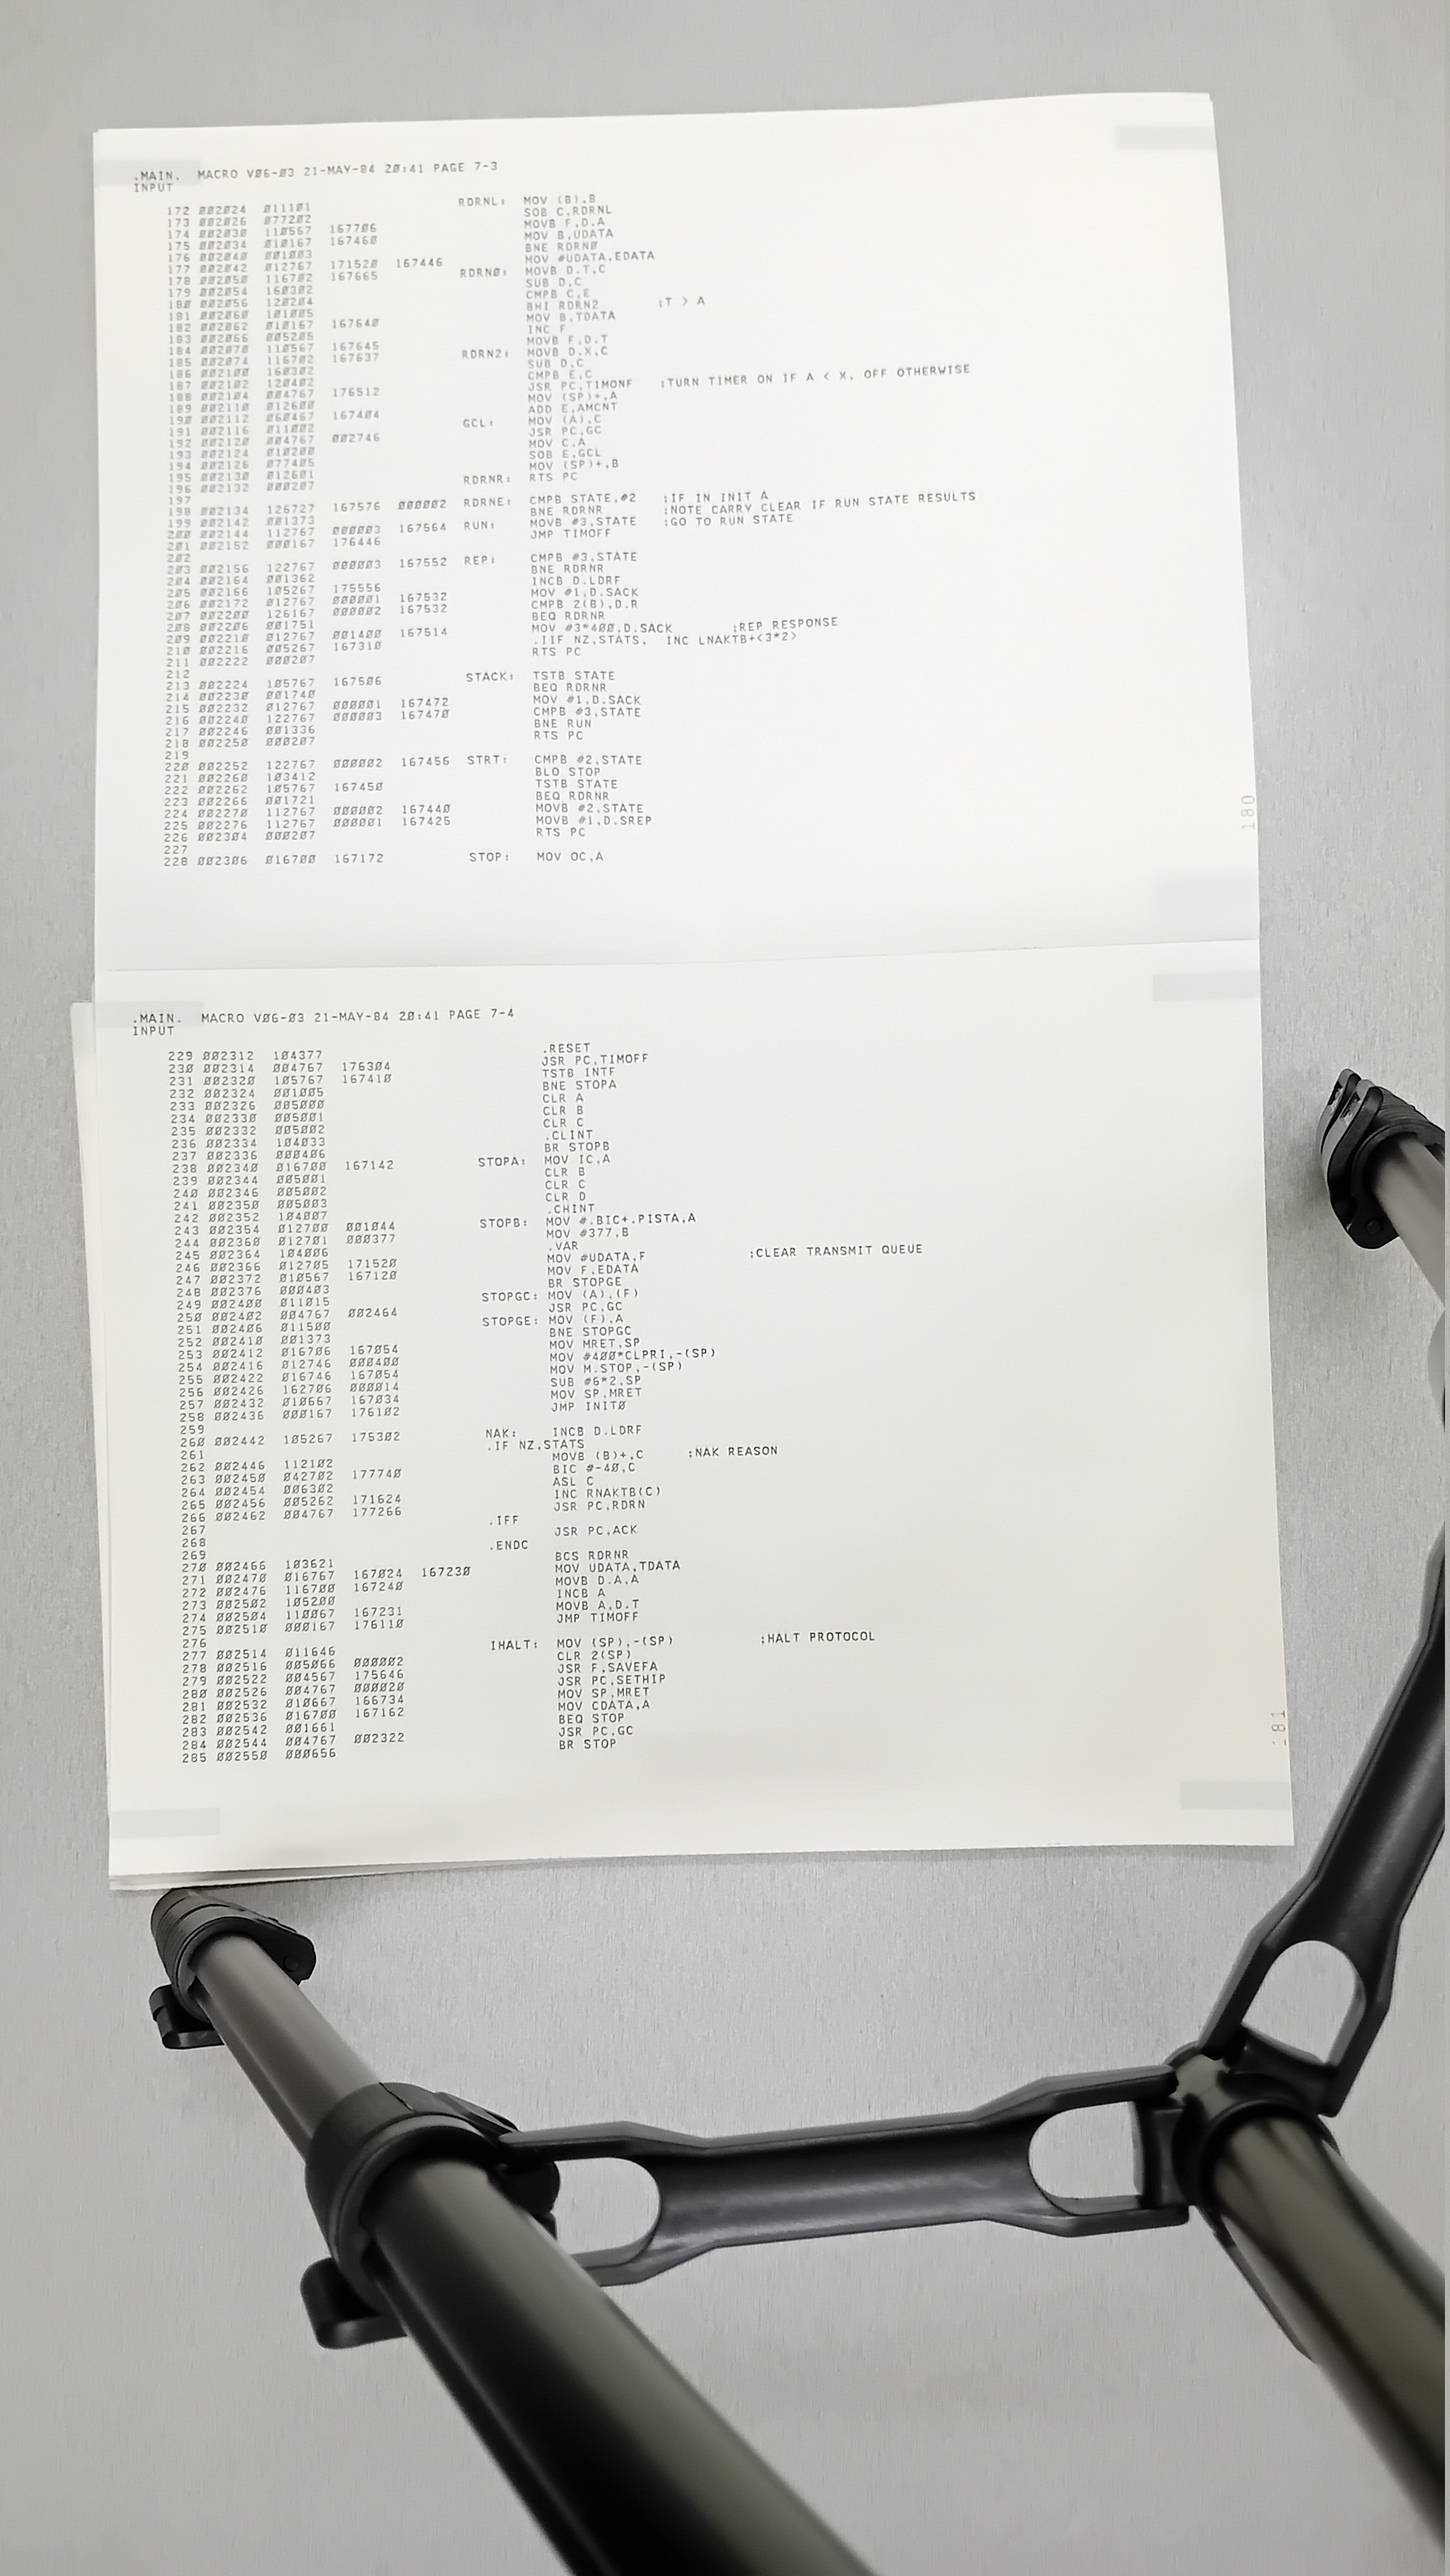 .MAIN.  MACRO VØ6-Ø3 21-MAY-84 2Ø:41 PAGE 7-3
INPUT
172 ØØ2Ø24 Ø111Ø1 RDRNL: MOV (B),B
173 ØØ2Ø26 Ø772Ø2 SOB C,RDRNL
174 ØØ2Ø3Ø 11Ø567 1677Ø6 MOVB F,D.A
175 ØØ2Ø34 Ø1Ø167 16746Ø MOV B,UDATA
176 ØØ2Ø4Ø ØØ1ØØ3 BNE RDRNØ
177 ØØ2Ø42 Ø12767 17152Ø 167446 MOV #UDATA,EDATA
178 ØØ2Ø5Ø 1167Ø2 167665 RDRNØ: MOVB D.T,C
179 ØØ2Ø54 16Ø3Ø2 SUB D,C
18Ø ØØ2Ø56 12Ø2Ø4 CMPB C,E
181 ØØ2Ø6Ø 1Ø1ØØ5 BHI RDRN2 ;T > A
182 ØØ2Ø62 Ø1Ø167 16764Ø MOV B,TDATA
183 ØØ2Ø66 ØØ52Ø5 INC F
184 ØØ2Ø7Ø 11Ø567 167645 MOVB F,D.T
185 ØØ2Ø74 1167Ø2 167637 RDRN2: MOVB D.X,C
186 ØØ21ØØ 16Ø3Ø2 SUB D,C
187 ØØ21Ø2 12Ø4Ø2 CMPB E,C
188 ØØ21Ø4 ØØ4767 176512 JSR PC,TIMONF ;TURN TIMER ON IF A < X, OFF OTHERWISE
189 ØØ211Ø Ø126ØØ MOV (SP)+,A
19Ø ØØ2112 Ø6Ø467 1674Ø4 ADD E,AMCNT
191 ØØ2116 Ø11ØØ2 GCL: MOV (A),C
192 ØØ212Ø ØØ4767 ØØ2746 JSR PC,GC
193 ØØ2124 Ø1Ø2ØØ MOV C,A
194 ØØ2126 Ø774Ø5 SOB E,GCL
195 ØØ213Ø Ø126Ø1 MOV (SP)+,B
196 ØØ2132 ØØØ2Ø7 RDRNR: RTS PC
197
198 ØØ2134 126727 167576 ØØØØØ2 RDRNE: CMPB STATE,#2 ;IF IN INIT A
199 ØØ2142 ØØ1373 BNE RDRNR ;NOTE CARRY CLEAR IF RUN STATE RESULTS
2ØØ ØØ2144 112767 ØØØØØ3 167564 RUN: MOVB #3,STATE ;GO TO RUN STATE
2Ø1 ØØ2152 ØØØ167 176446 JMP TIMOFF
2Ø2
2Ø3 ØØ2156 122767 ØØØØØ3 167552 REP: CMPB #3,STATE
2Ø4 ØØ2164 ØØ1362 BNE RDRNR
2Ø5 ØØ2166 1Ø5267 175556 INCB D.LDRF
2Ø6 ØØ2172 Ø12767 ØØØØØ1 167532 MOV #1,D.SACK
2Ø7 ØØ22ØØ 126167 ØØØØØ2 167532 CMPB 2(B),D.R
2Ø8 ØØ22Ø6 ØØ1751 BEQ RDRNR
2Ø9 ØØ221Ø Ø12767 ØØ14ØØ 167514 MOV #3*4ØØ,D.SACK ;REP RESPONSE
21Ø ØØ2216 ØØ5267 16731Ø .IIF NZ,STATS,  INC LNAKTB+<3*2>
211 ØØ2222 ØØØ2Ø7 RTS PC
212
213 ØØ2224 1Ø5767 1675Ø6 STACK: TSTB STATE
214 ØØ223Ø ØØ174Ø BEQ RDRNR
215 ØØ2232 Ø12767 ØØØØØ1 167472 MOV #1,D.SACK
216 ØØ224Ø 122767 ØØØØØ3 16747Ø CMPB #3,STATE
217 ØØ2246 ØØ1336 BNE RUN
218 ØØ225Ø ØØØ2Ø7 RTS PC
219
22Ø ØØ2252 122767 ØØØØØ2 167456 STRT: CMPB #2,STATE
221 ØØ226Ø 1Ø3412 BLO STOP
222 ØØ2262 1Ø5767 16745Ø TSTB STATE
223 ØØ2266 ØØ1721 BEQ RDRNR
224 ØØ227Ø 112767 ØØØØØ2 16744Ø MOVB #2,STATE
225 ØØ2276 112767 ØØØØØ1 167425 MOVB #1,D.SREP
226 ØØ23Ø4 ØØØ2Ø7 RTS PC
227
228 ØØ23Ø6 Ø167ØØ 167172 STOP: MOV OC,A
18Ø
.MAIN.  MACRO VØ6-Ø3 21-MAY-84 2Ø:41 PAGE 7-4
INPUT
229 ØØ2312 1Ø4377 .RESET
23Ø ØØ2314 ØØ4767 1763Ø4 JSR PC,TIMOFF
231 ØØ232Ø 1Ø5767 16741Ø TSTB INTF
232 ØØ2324 ØØ1ØØ5 BNE STOPA
233 ØØ2326 ØØ5ØØØ CLR A
234 ØØ233Ø ØØ5ØØ1 CLR B
235 ØØ2332 ØØ5ØØ2 CLR C
236 ØØ2334 1Ø4Ø33 .CLINT
237 ØØ2336 ØØØ4Ø6 BR STOPB
238 ØØ234Ø Ø167ØØ 167142 STOPA: MOV IC,A
239 ØØ2344 ØØ5ØØ1 CLR B
24Ø ØØ2346 ØØ5ØØ2 CLR C
241 ØØ235Ø ØØ5ØØ3 CLR D
242 ØØ2352 1Ø4ØØ7 .CHINT
243 ØØ2354 Ø127ØØ ØØ1Ø44 STOPB: MOV #.BIC+.PISTA,A
244 ØØ236Ø Ø127Ø1 ØØØ377 MOV #377,B
245 ØØ2364 1Ø4ØØ6 .VAR
246 ØØ2366 Ø127Ø5 17152Ø MOV #UDATA,F ;CLEAR TRANSMIT QUEUE
247 ØØ2372 Ø1Ø567 16712Ø MOV F,EDATA
248 ØØ2376 ØØØ4Ø3 BR STOPGE
249 ØØ24ØØ Ø11Ø15 STOPGC: MOV (A),(F)
25Ø ØØ24Ø2 ØØ4767 ØØ2464 JSR PC,GC
251 ØØ24Ø6 Ø115ØØ STOPGE: MOV (F),A
252 ØØ241Ø ØØ1373 BNE STOPGC
253 ØØ2412 Ø167Ø6 167Ø54 MOV MRET,SP
254 ØØ2416 Ø12746 ØØØ4ØØ MOV #4ØØ*CLPRI,-(SP)
255 ØØ2422 Ø16746 167Ø54 MOV M.STOP,-(SP)
256 ØØ2426 1627Ø6 ØØØØ14 SUB #6*2,SP
257 ØØ2432 Ø1Ø667 167Ø34 MOV SP,MRET
258 ØØ2436 ØØØ167 1761Ø2 JMP INITØ
259
26Ø ØØ2442 1Ø5267 1753Ø2 NAK: INCB D.LDRF
261 .IF NZ,STATS
262 ØØ2446 1121Ø2 MOVB (B)+,C ;NAK REASON
263 ØØ245Ø Ø427Ø2 17774Ø BIC #-4Ø,C
264 ØØ2454 ØØ63Ø2 ASL C
265 ØØ2456 ØØ5262 171624 INC RNAKTB(C)
266 ØØ2462 ØØ4767 177266 JSR PC,RDRN
267 .IFF
268 JSR PC,ACK
269 .ENDC
27Ø ØØ2466 1Ø3621 BCS RDRNR
271 ØØ247Ø Ø16767 167Ø24 16723Ø MOV UDATA,TDATA
272 ØØ2476 1167ØØ 16724Ø MOVB D.A,A
273 ØØ25Ø2 1Ø52ØØ INCB A
274 ØØ25Ø4 11ØØ67 167231 MOVB A,D.T
275 ØØ251Ø ØØØ167 17611Ø JMP TIMOFF
276
277 ØØ2514 Ø11646 IHALT: MOV (SP),-(SP) ;HALT PROTOCOL
278 ØØ2516 ØØ5Ø66 ØØØØØ2 CLR 2(SP)
279 ØØ2522 ØØ4567 175646 JSR F,SAVEFA
28Ø ØØ2526 ØØ4767 ØØØØ2Ø JSR PC,SETHIP
281 ØØ2532 Ø1Ø667 166734 MOV SP,MRET
282 ØØ2536 Ø167ØØ 167162 MOV CDATA,A
283 ØØ2542 ØØ1661 BEQ STOP
284 ØØ2544 ØØ4767 ØØ2322 JSR PC,GC
285 ØØ255Ø ØØØ656 BR STOP
181